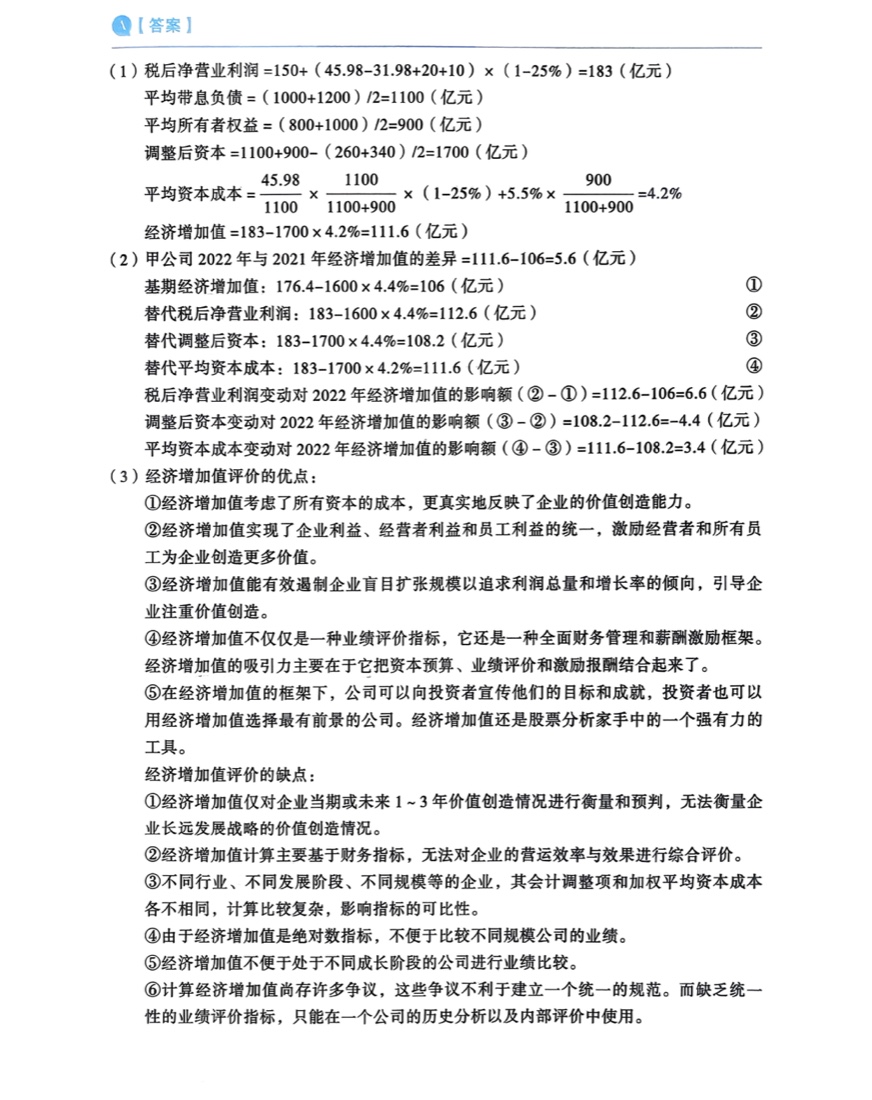 【答案】
（1）税后净营业利润 =150+（45.98-31.98+20+10）×（1-25%）=183（亿元）
平均带息负债 =（1000+1200）/2=1100（亿元）
平均所有者权益 =（800+1000）/2=900（亿元）
调整后资本 =1100+900-（260+340）/2=1700（亿元）
平均资本成本 = 45.98/1100 × 1100/1100+900 ×（1-25%）+5.5%× 900/1100+900 =4.2%
经济增加值 =183-1700×4.2%=111.6（亿元）
（2）甲公司 2022 年与 2021 年经济增加值的差异 =111.6-106=5.6（亿元）
基期经济增加值：176.4-1600×4.4%=106（亿元） ①
替代税后净营业利润：183-1600×4.4%=112.6（亿元） ②
替代调整后资本：183-1700×4.4%=108.2（亿元） ③
替代平均资本成本：183-1700×4.2%=111.6（亿元） ④
税后净营业利润变动对 2022 年经济增加值的影响额（②-①）=112.6-106=6.6（亿元）
调整后资本变动对 2022 年经济增加值的影响额（③-②）=108.2-112.6=-4.4（亿元）
平均资本成本变动对 2022 年经济增加值的影响额（④-③）=111.6-108.2=3.4（亿元）
（3）经济增加值评价的优点：
①经济增加值考虑了所有资本的成本，更真实地反映了企业的价值创造能力。
②经济增加值实现了企业利益、经营者利益和员工利益的统一，激励经营者和所有员
工为企业创造更多价值。
③经济增加值能有效遏制企业盲目扩张规模以追求利润总量和增长率的倾向，引导企
业注重价值创造。
④经济增加值不仅仅是一种业绩评价指标，它还是一种全面财务管理和薪酬激励框架。
经济增加值的吸引力主要在于它把资本预算、业绩评价和激励报酬结合起来了。
⑤在经济增加值的框架下，公司可以向投资者宣传他们的目标和成就，投资者也可以
用经济增加值选择最有前景的公司。经济增加值还是股票分析家手中的一个强有力的
工具。
经济增加值评价的缺点：
①经济增加值仅对企业当期或未来 1～3 年价值创造情况进行衡量和预判，无法衡量企
业长远发展战略的价值创造情况。
②经济增加值计算主要基于财务指标，无法对企业的营运效率与效果进行综合评价。
③不同行业、不同发展阶段、不同规模等的企业，其会计调整项和加权平均资本成本
各不相同，计算比较复杂，影响指标的可比性。
④由于经济增加值是绝对数指标，不便于比较不同规模公司的业绩。
⑤经济增加值不便于处于不同成长阶段的公司进行业绩比较。
⑥计算经济增加值尚存许多争议，这些争议不利于建立一个统一的规范。而缺乏统一
性的业绩评价指标，只能在一个公司的历史分析以及内部评价中使用。